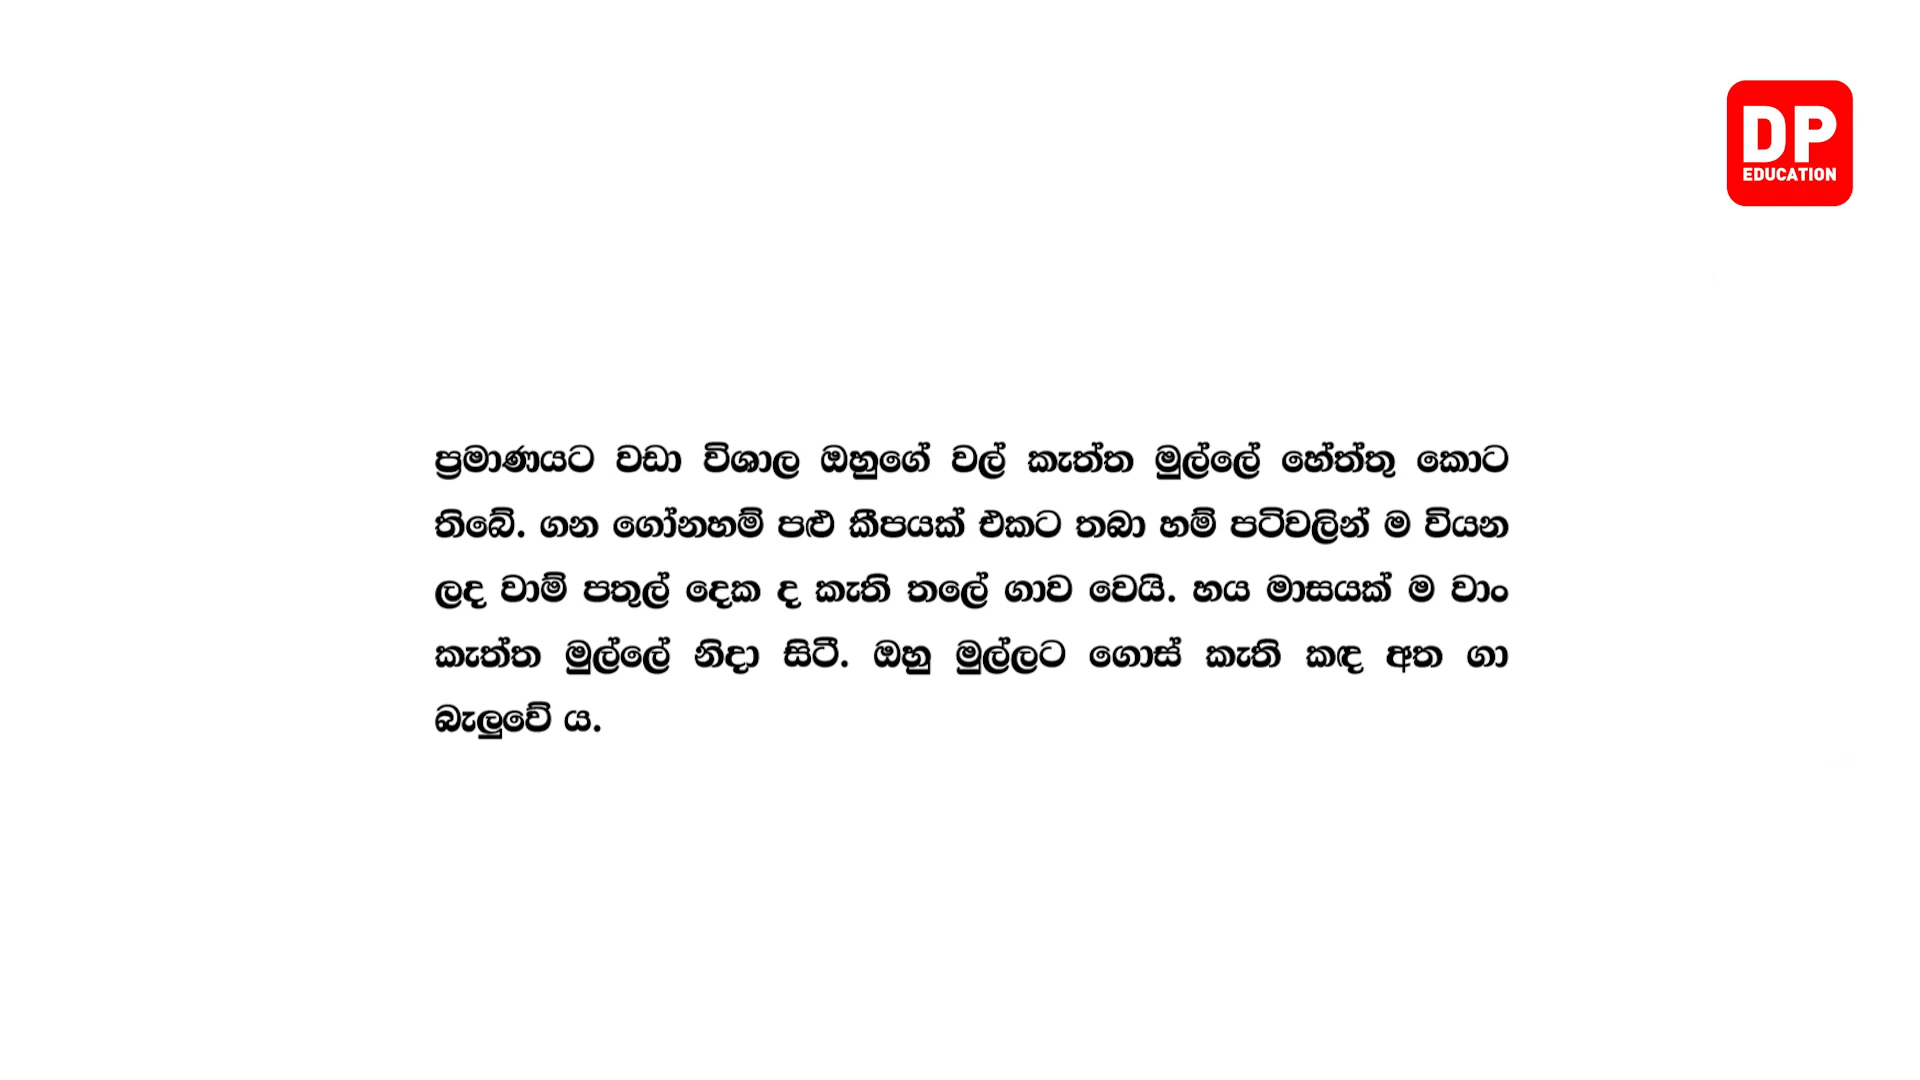 DP
EDUCATION
ප්‍රමාණයට වඩා විශාල ඔහුගේ වල් කැත්ත මුල්ලේ හේත්තු කොට
තිබේ. ගන ගෝනහම් පළු කීපයක් එකට තබා හම් පටිවලින් ම වියන
ලද වාම් පතුල් දෙක ද කැති තලේ ගාව වෙයි. හය මාසයක් ම වාං
කැත්ත මුල්ලේ නිදා සිටී. ඔහු මුල්ලට ගොස් කැති කඳ අත ගා
බැලුවේ ය.